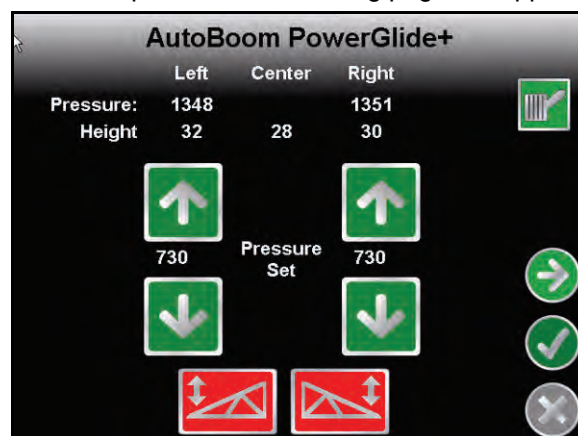 AutoBoom PowerGlide+
Left Center Right
Pressure: 1348 1351
Height 32 28 30
730 Pressure Set 730